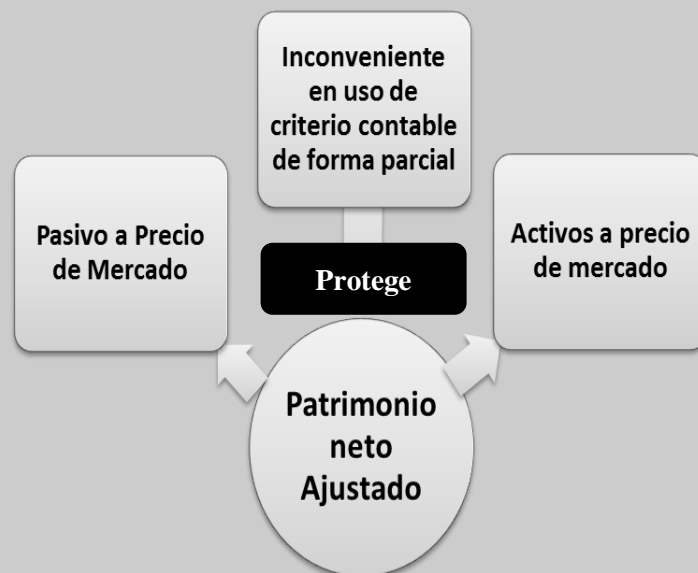 Inconveniente
en uso de
criterio contable
de forma parcial
Pasivo a Precio
de Mercado
Activos a precio
de mercado
Protege
Patrimonio
neto
Ajustado